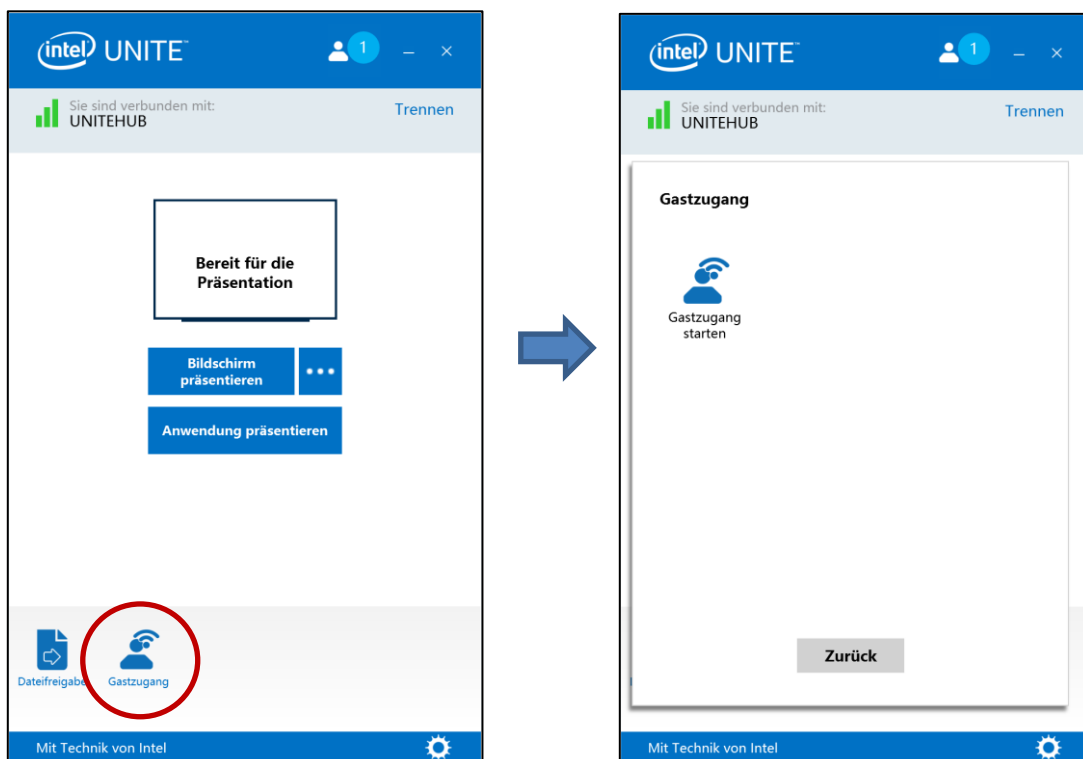 intel UNITE™
1
Sie sind verbunden mit:
UNITEHUB
Trennen
Bereit für die
Präsentation
Bildschirm
präsentieren
Anwendung präsentieren
Dateifreigabe
Gastzugang
Mit Technik von Intel
intel UNITE™
1
Sie sind verbunden mit:
UNITEHUB
Trennen
Gastzugang
Gastzugang
starten
Zurück
Mit Technik von Intel